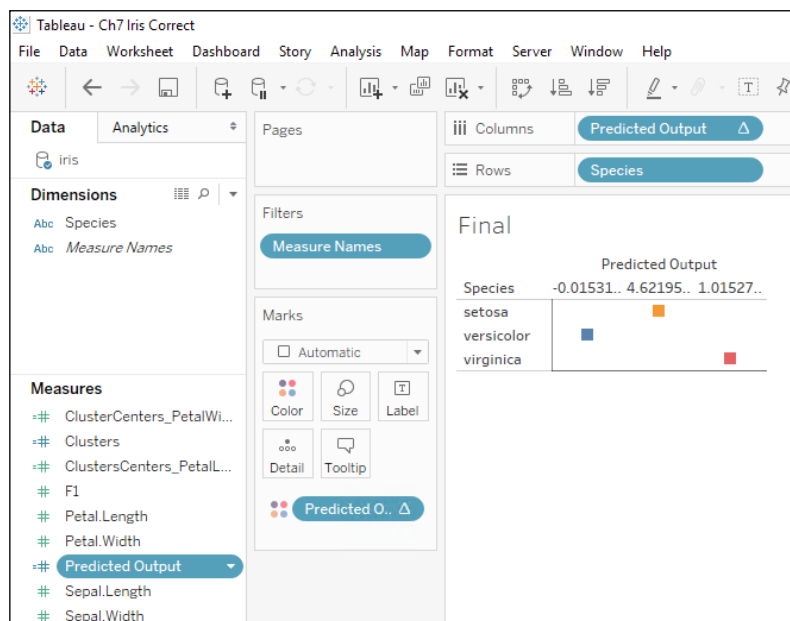 Tableau - Ch7 Iris Correct
File Data Worksheet Dashboard Story Analysis Map Format Server Window Help
Data Analytics
iris
Dimensions
Abc Species
Abc Measure Names
Measures
ClusterCenters_PetalWi...
Clusters
ClustersCenters_PetalL...
F1
Petal.Length
Petal.Width
Predicted Output
Sepal.Length
Sepal.Width
Pages
Filters
Measure Names
Marks
Automatic
Color Size Label
Detail Tooltip
Predicted O.. Δ
Columns Predicted Output Δ
Rows Species
Final
Predicted Output
Species -0.01531.. 4.62195.. 1.01527..
setosa
versicolor
virginica